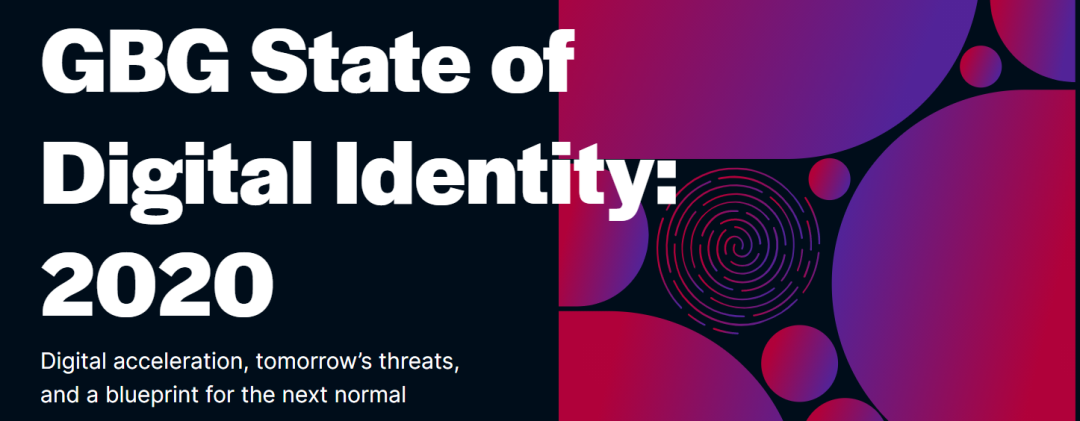 GBG State of
Digital Identity:
2020
Digital acceleration, tomorrow’s threats,
and a blueprint for the next normal